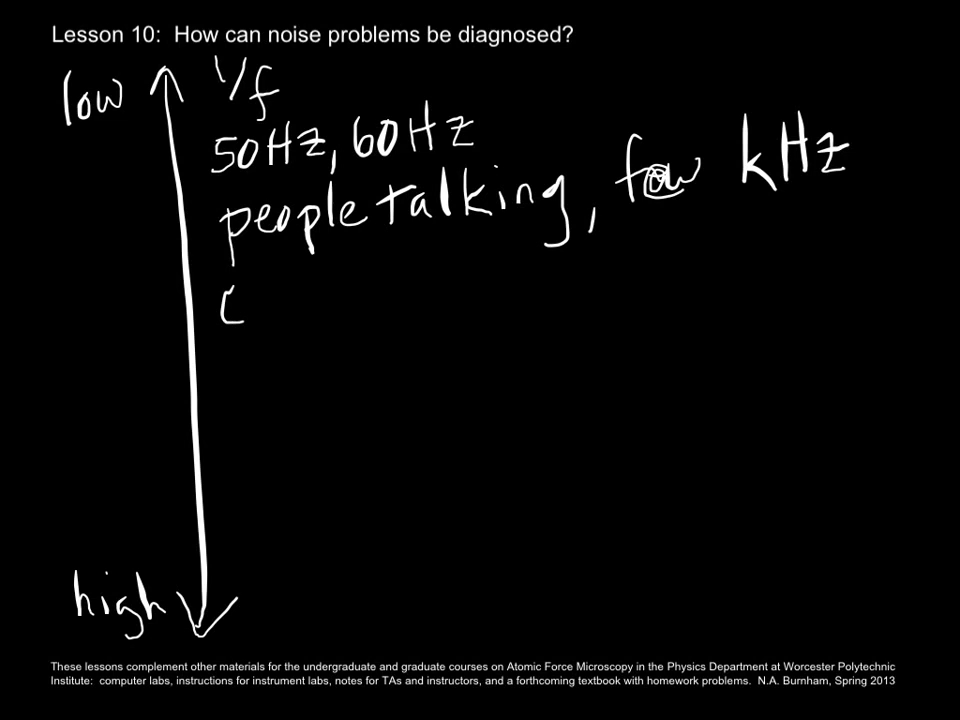 Lesson 10: How can noise problems be diagnosed?
low
1/f
50Hz, 60Hz
people talking, few kHz
C
high
These lessons complement other materials for the undergraduate and graduate courses on Atomic Force Microscopy in the Physics Department at Worcester Polytechnic
Institute: computer labs, instructions for instrument labs, notes for TAs and instructors, and a forthcoming textbook with homework problems. N.A. Burnham, Spring 2013